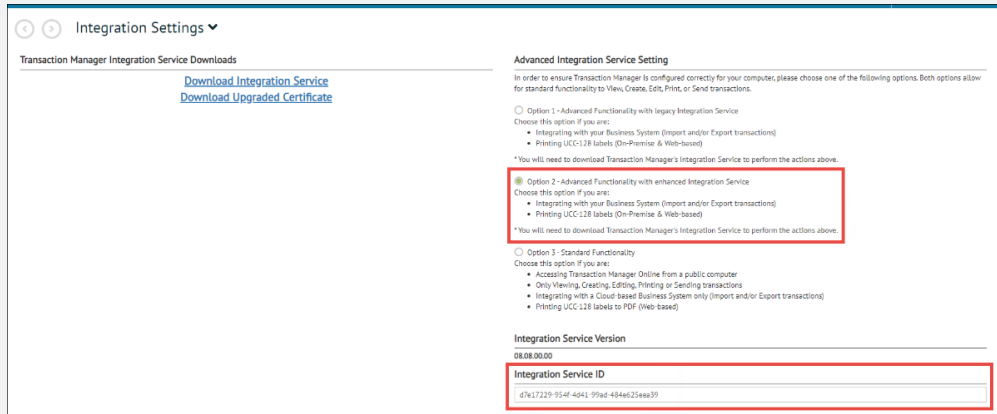 Integration Settings
Transaction Manager Integration Service Downloads
Download Integration Service
Download Upgraded Certificate
Advanced Integration Service Setting
In order to ensure Transaction Manager is configured correctly for your computer, please choose one of the following options. Both options allow
for standard functionality to View, Create, Edit, Print, or Send transactions.
Option 1 - Advanced Functionality with legacy Integration Service
Choose this option if you are:
• Integrating with your Business System (Import and/or Export transactions)
• Printing UCC-128 labels (On-Premise & Web-based)
* You will need to download Transaction Manager's Integration Service to perform the actions above.
Option 2 - Advanced Functionality with enhanced Integration Service
Choose this option if you are:
• Integrating with your Business System (Import and/or Export transactions)
• Printing UCC-128 labels (On-Premise & Web-based)
* You will need to download Transaction Manager's Integration Service to perform the actions above.
Option 3 - Standard Functionality
Choose this option if you are:
• Accessing Transaction Manager Online from a public computer
• Only Viewing, Creating, Editing, Printing or Sending transactions
• Integrating with a Cloud-based Business System only (Import and/or Export transactions)
• Printing UCC-128 labels to PDF (Web-based)
Integration Service Version
08.08.00.00
Integration Service ID
d7e17229-954f-4d41-99ad-484e625eea39